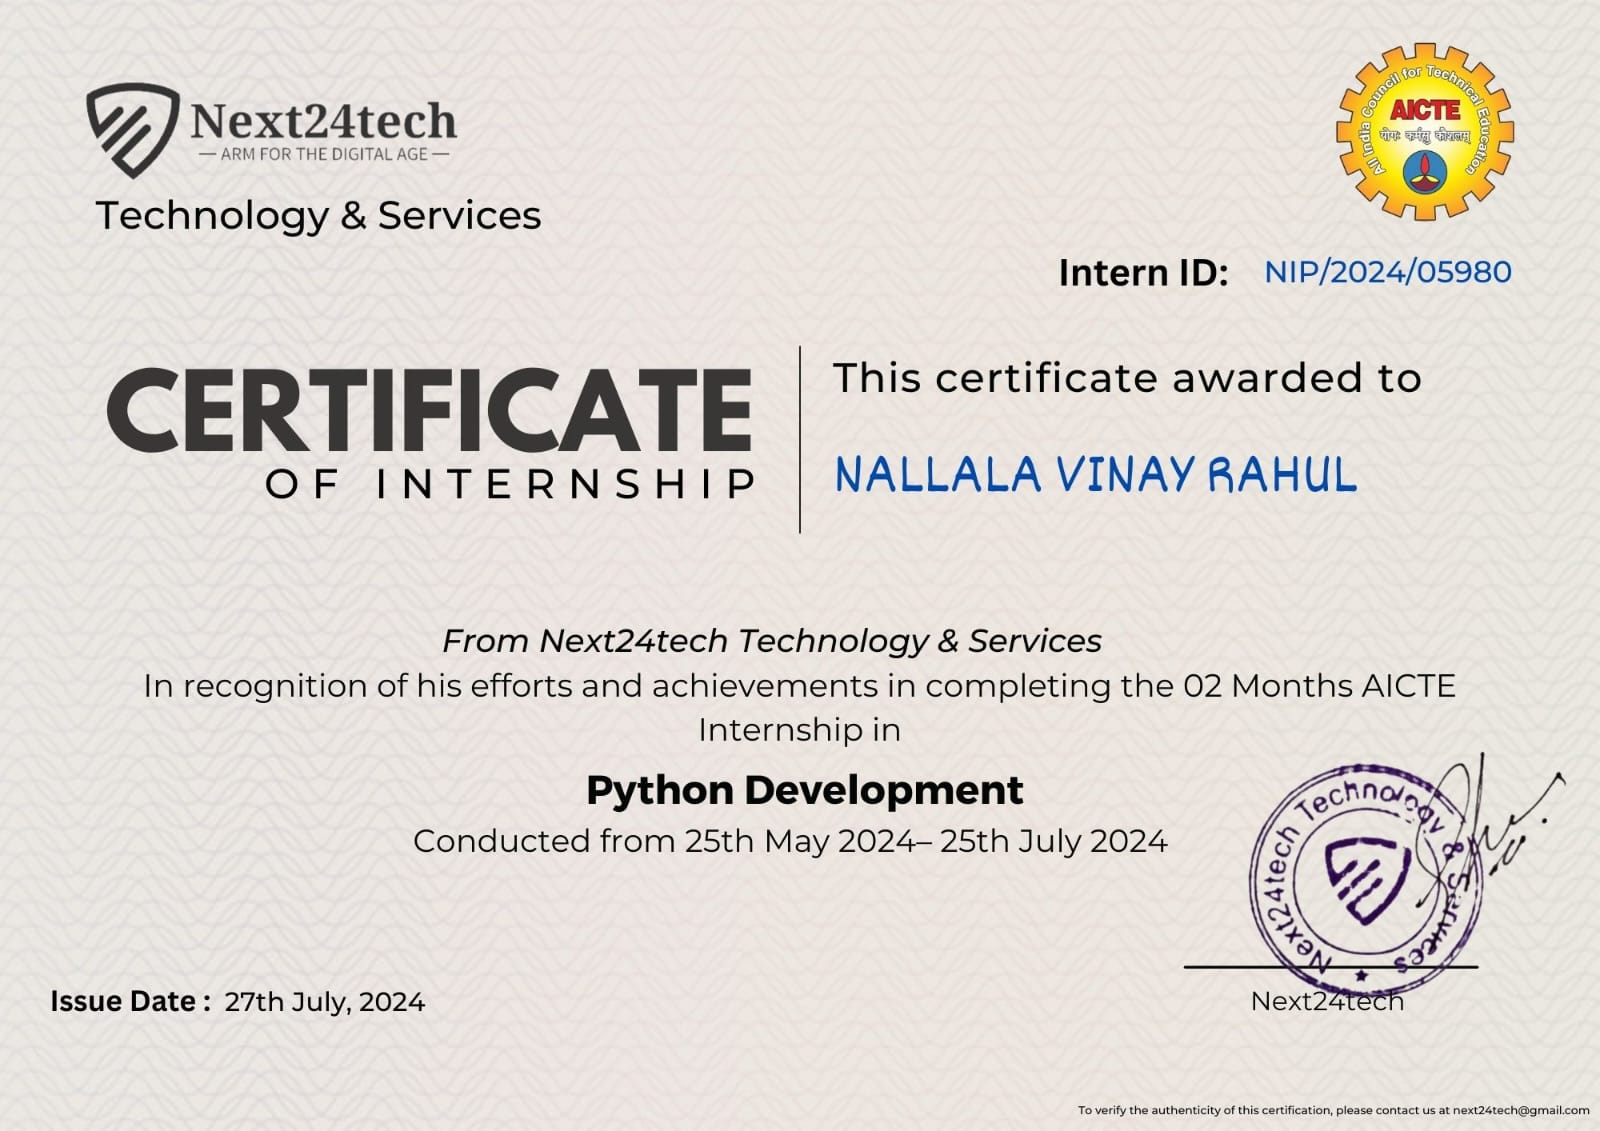 Next24tech
ARM FOR THE DIGITAL AGE
Technology & Services
All India Council for Technical Education
AICTE
योगः कर्मसु कौशलम्
Intern ID: NIP/2024/05980
CERTIFICATE
OF INTERNSHIP
This certificate awarded to
NALLALA VINAY RAHUL
From Next24tech Technology & Services
In recognition of his efforts and achievements in completing the 02 Months AICTE
Internship in
Python Development
Conducted from 25th May 2024– 25th July 2024
Next24tech Technology & Services
Issue Date : 27th July, 2024
Next24tech
To verify the authenticity of this certification, please contact us at next24tech@gmail.com